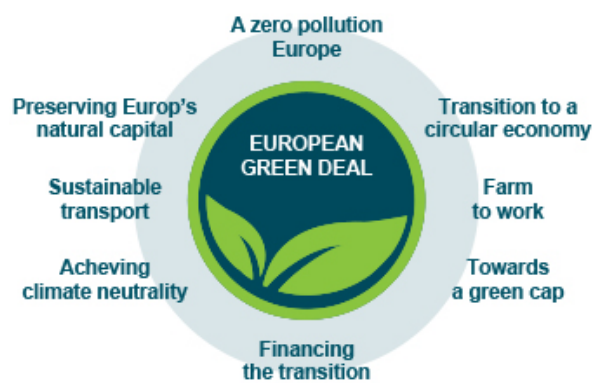 A zero pollution
Europe
Preserving Europ's
natural capital
Transition to a
circular economy
EUROPEAN
GREEN DEAL
Sustainable
transport
Farm
to work
Acheving
climate neutrality
Towards
a green cap
Financing
the transition